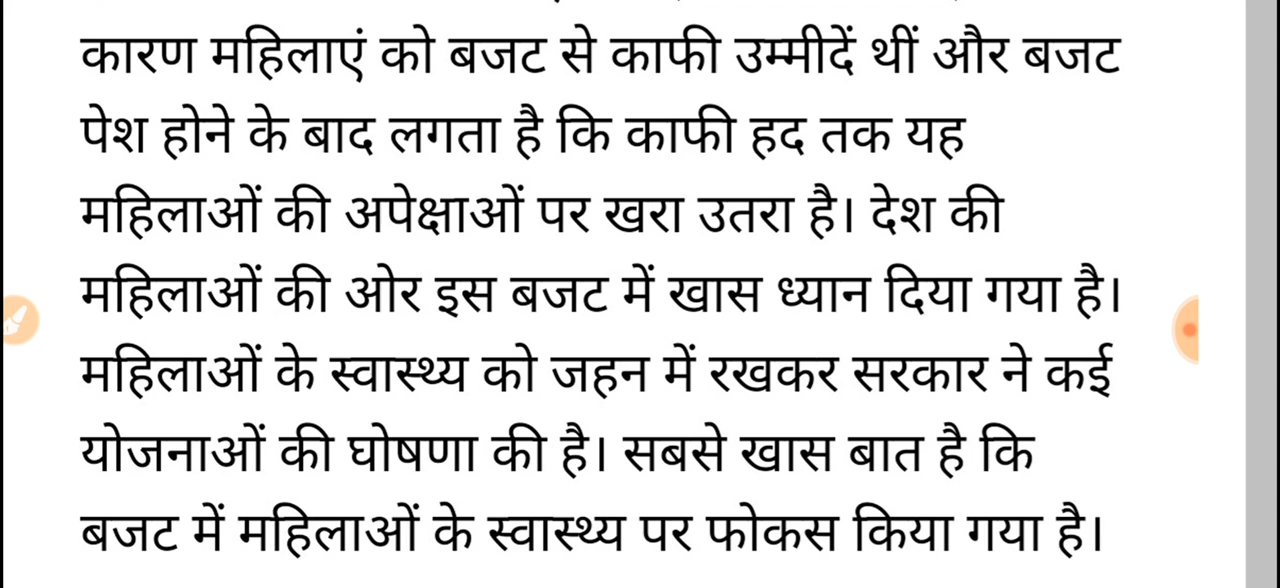 कारण महिलाएं को बजट से काफी उम्मीदें थीं और बजट
पेश होने के बाद लगता है कि काफी हद तक यह
महिलाओं की अपेक्षाओं पर खरा उतरा है। देश की
महिलाओं की ओर इस बजट में खास ध्यान दिया गया है।
महिलाओं के स्वास्थ्य को जहन में रखकर सरकार ने कई
योजनाओं की घोषणा की है। सबसे खास बात है कि
बजट में महिलाओं के स्वास्थ्य पर फोकस किया गया है।